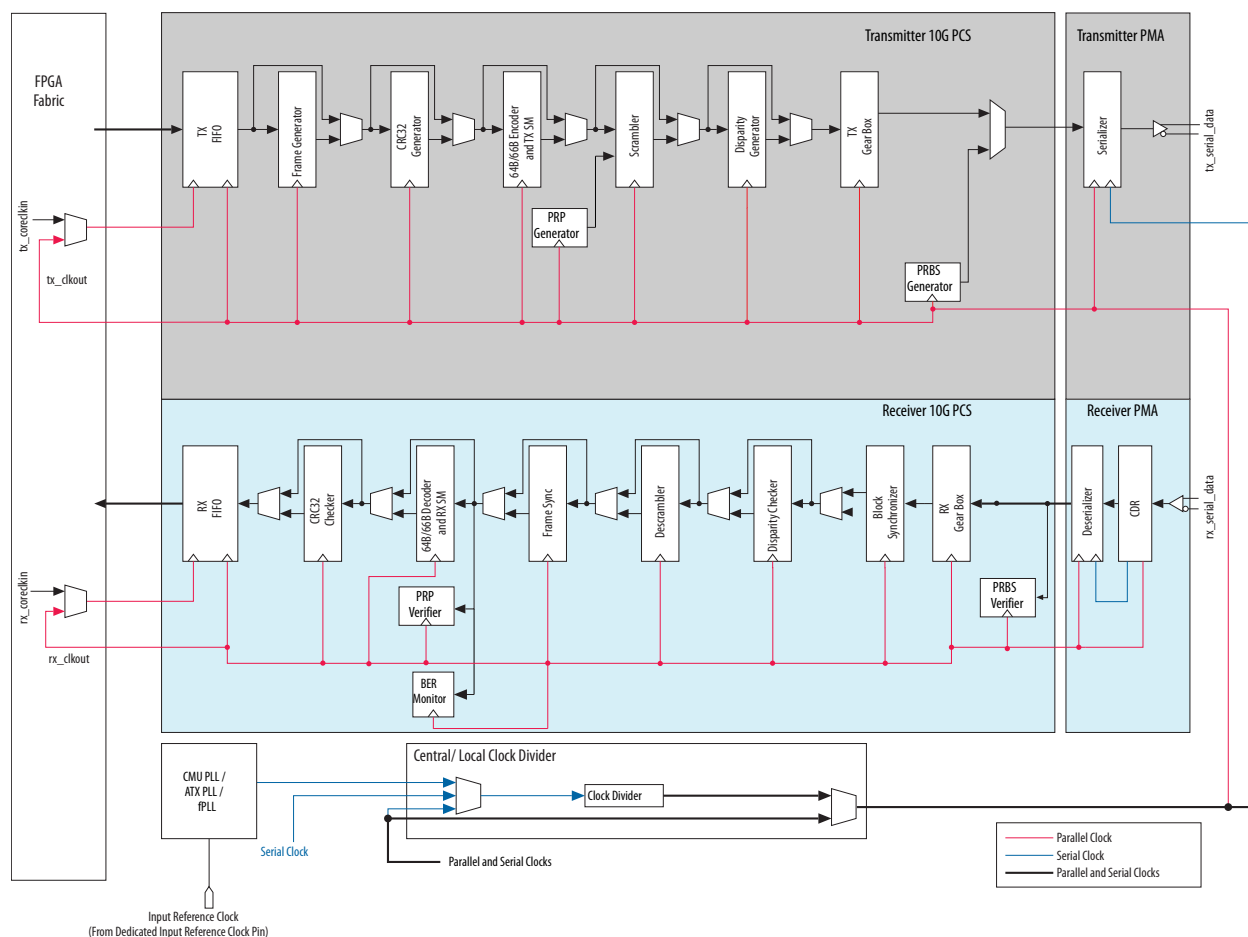 Transmitter 10G PCS
Transmitter PMA
FPGA
Fabric
TX
FIFO
Frame Generator
CRC32
Generator
64B/66B Encoder
and TX SM
Scrambler
Disparity
Generator
TX
Gear Box
Serializer
tx_serial_data
PRP
Generator
PRBS
Generator
tx_coreclkin
tx_clkout
Receiver 10G PCS
Receiver PMA
RX
FIFO
CRC32
Checker
64B/66B Decoder
and RX SM
Frame Sync
Descrambler
Disparity Checker
Block
Synchronizer
RX
Gear Box
Deserializer
CDR
rx_serial_data
PRP
Verifier
PRBS
Verifier
rx_coreclkin
rx_clkout
BER
Monitor
Central/ Local Clock Divider
CMU PLL /
ATX PLL /
fPLL
Clock Divider
Serial Clock
Parallel and Serial Clocks
Parallel Clock
Serial Clock
Parallel and Serial Clocks
Input Reference Clock
(From Dedicated Input Reference Clock Pin)